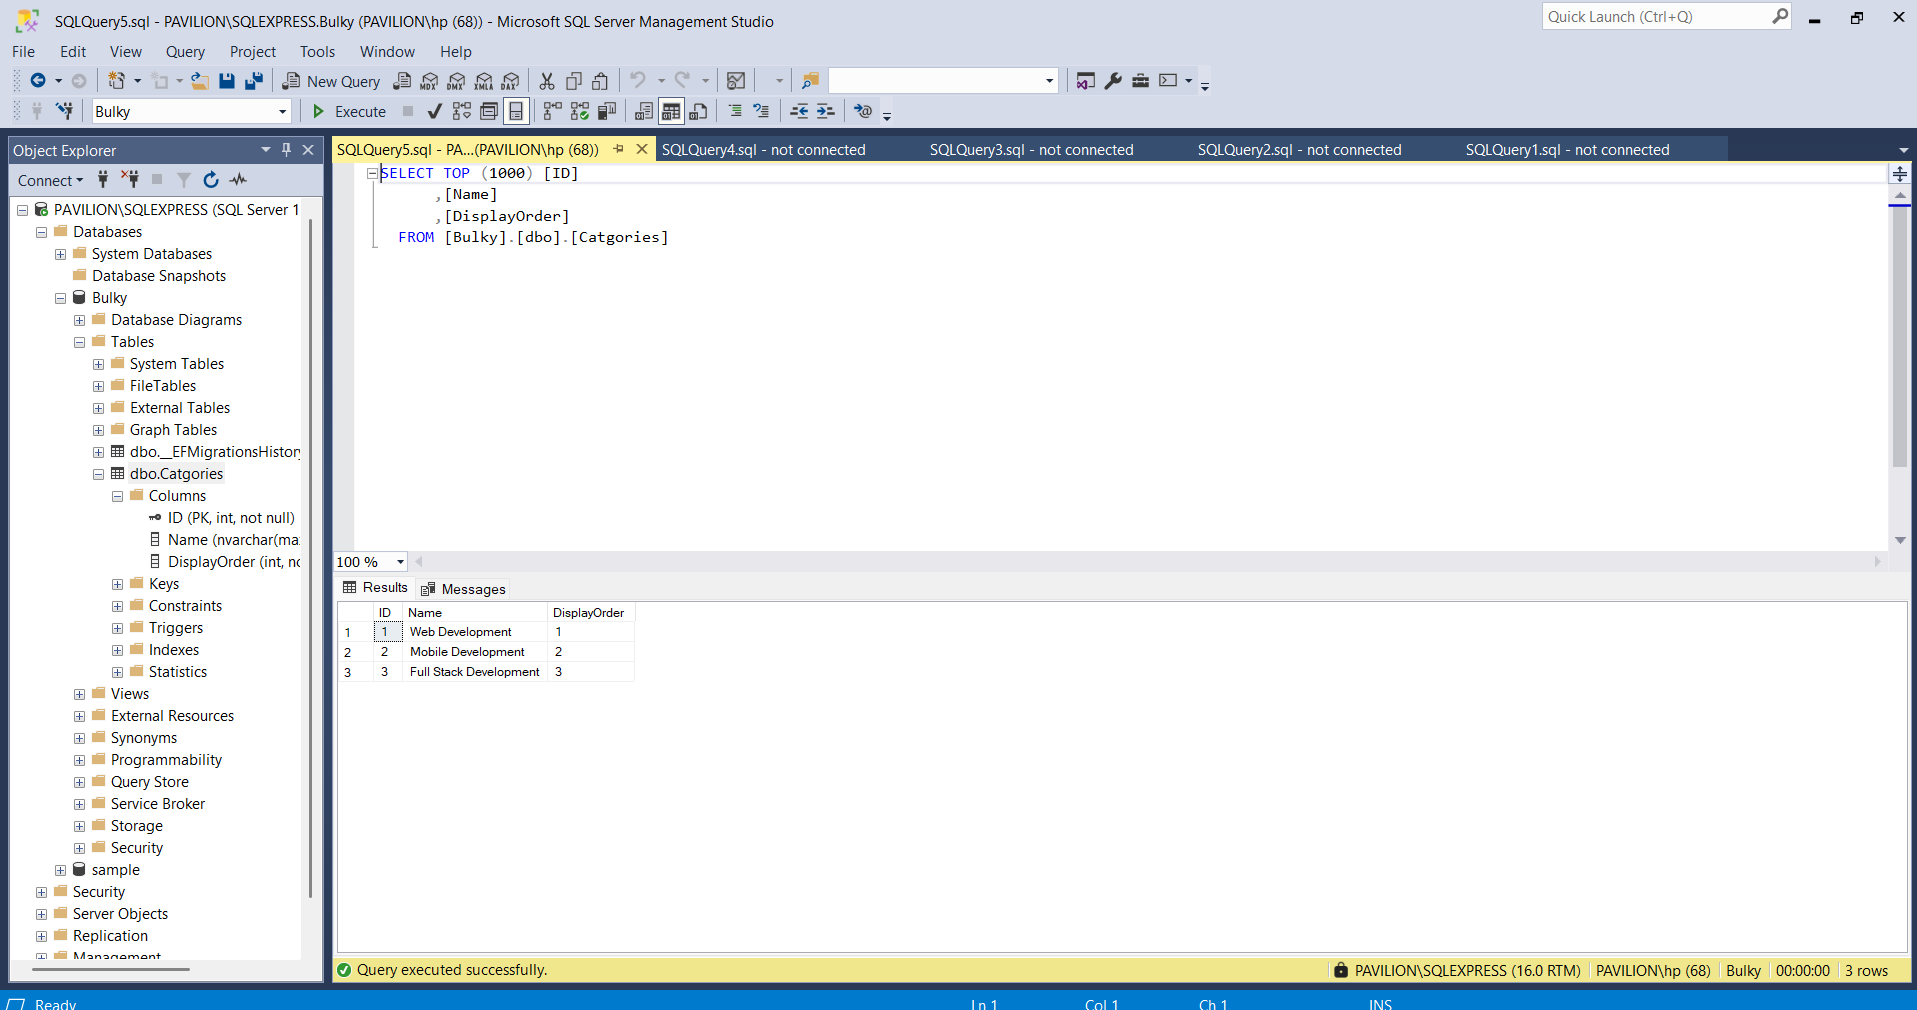 SQLQuery5.sql - PAVILION\SQLEXPRESS.Bulky (PAVILION\hp (68)) - Microsoft SQL Server Management Studio
Quick Launch (Ctrl+Q)
File Edit View Query Project Tools Window Help
New Query MDX DMX XMLA DAX
Bulky Execute
Object Explorer
Connect
PAVILION\SQLEXPRESS (SQL Server 1
Databases
System Databases
Database Snapshots
Bulky
Database Diagrams
Tables
System Tables
FileTables
External Tables
Graph Tables
dbo.__EFMigrationsHistory
dbo.Catgories
Columns
ID (PK, int, not null)
Name (nvarchar(ma
DisplayOrder (int, no
Keys
Constraints
Triggers
Indexes
Statistics
Views
External Resources
Synonyms
Programmability
Query Store
Service Broker
Storage
Security
sample
Security
Server Objects
Replication
Management
SQLQuery5.sql - PA...(PAVILION\hp (68)) SQLQuery4.sql - not connected SQLQuery3.sql - not connected SQLQuery2.sql - not connected SQLQuery1.sql - not connected
SELECT TOP (1000) [ID]
,[Name]
,[DisplayOrder]
FROM [Bulky].[dbo].[Catgories]
100 %
Results Messages
ID Name DisplayOrder
1 1 Web Development 1
2 2 Mobile Development 2
3 3 Full Stack Development 3
Query executed successfully. PAVILION\SQLEXPRESS (16.0 RTM) PAVILION\hp (68) Bulky 00:00:00 3 rows
Ready Ln 1 Col 1 Ch 1 INS